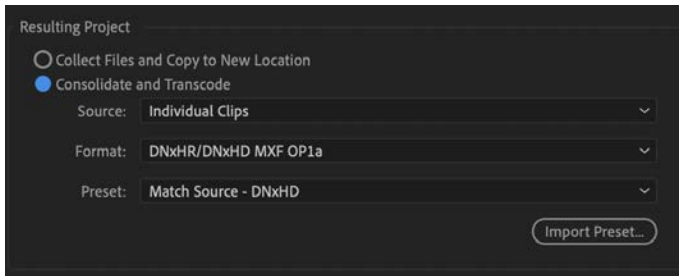 Resulting Project
Collect Files and Copy to New Location
Consolidate and Transcode
Source: Individual Clips
Format: DNxHR/DNxHD MXF OP1a
Preset: Match Source - DNxHD
Import Preset...